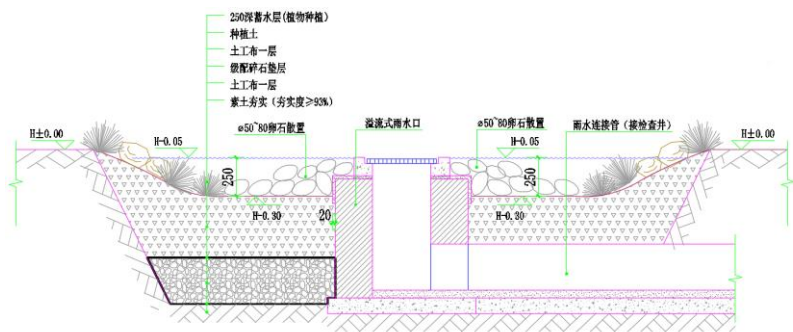 250深蓄水层(植物种植)
种植土
土工布一层
级配碎石垫层
土工布一层
素土夯实（夯实度≥93%）
ø50~80卵石散置
溢流式雨水口
ø50~80卵石散置
雨水连接管（接检查井）
H±0.00
H-0.05
H-0.05
H±0.00
250
250
H-0.30
20
H-0.30